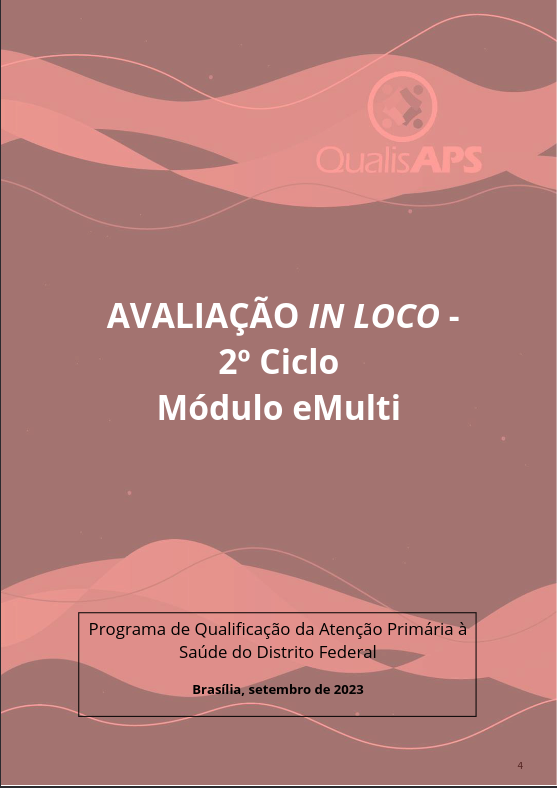 QualisAPS
AVALIAÇÃO IN LOCO -
2º Ciclo
Módulo eMulti
Programa de Qualificação da Atenção Primária à
Saúde do Distrito Federal
Brasília, setembro de 2023
4